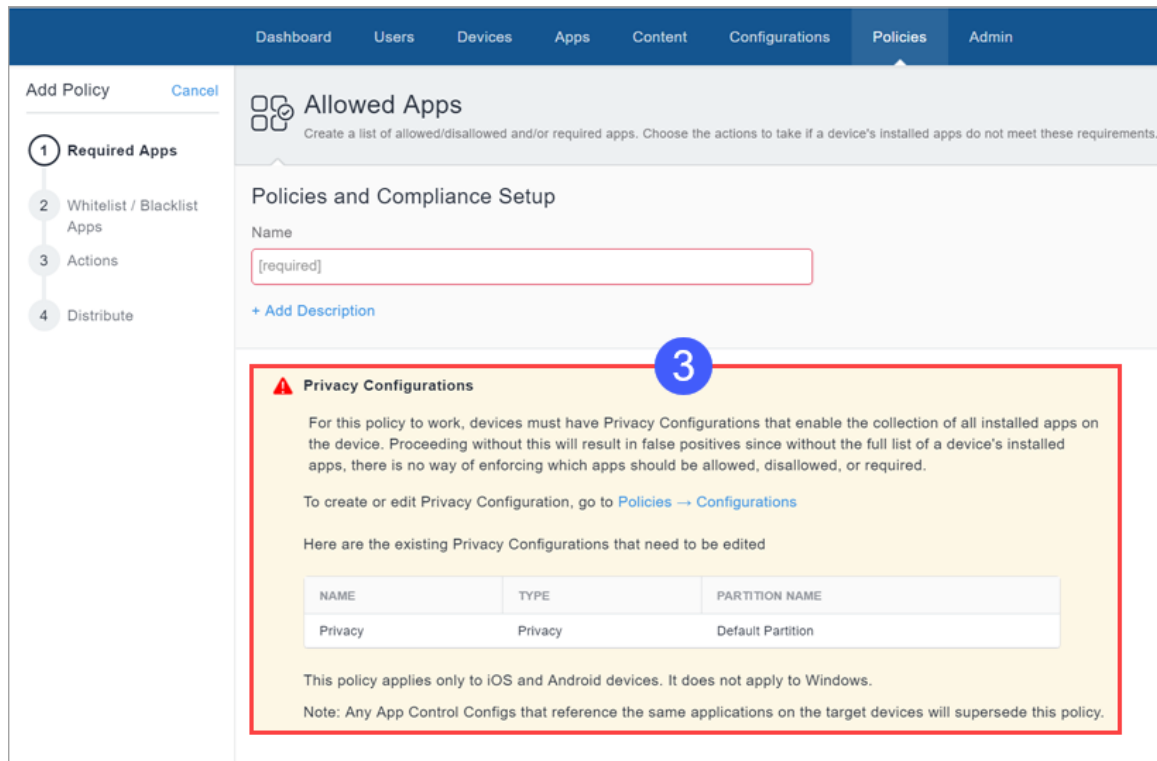 Dashboard Users Devices Apps Content Configurations Policies Admin
Add Policy Cancel
1 Required Apps
2 Whitelist / Blacklist
Apps
3 Actions
4 Distribute
Allowed Apps
Create a list of allowed/disallowed and/or required apps. Choose the actions to take if a device's installed apps do not meet these requirements.
Policies and Compliance Setup
Name
[required]
+ Add Description
3
Privacy Configurations
For this policy to work, devices must have Privacy Configurations that enable the collection of all installed apps on
the device. Proceeding without this will result in false positives since without the full list of a device's installed
apps, there is no way of enforcing which apps should be allowed, disallowed, or required.
To create or edit Privacy Configuration, go to Policies → Configurations
Here are the existing Privacy Configurations that need to be edited
NAME TYPE PARTITION NAME
Privacy Privacy Default Partition
This policy applies only to iOS and Android devices. It does not apply to Windows.
Note: Any App Control Configs that reference the same applications on the target devices will supersede this policy.